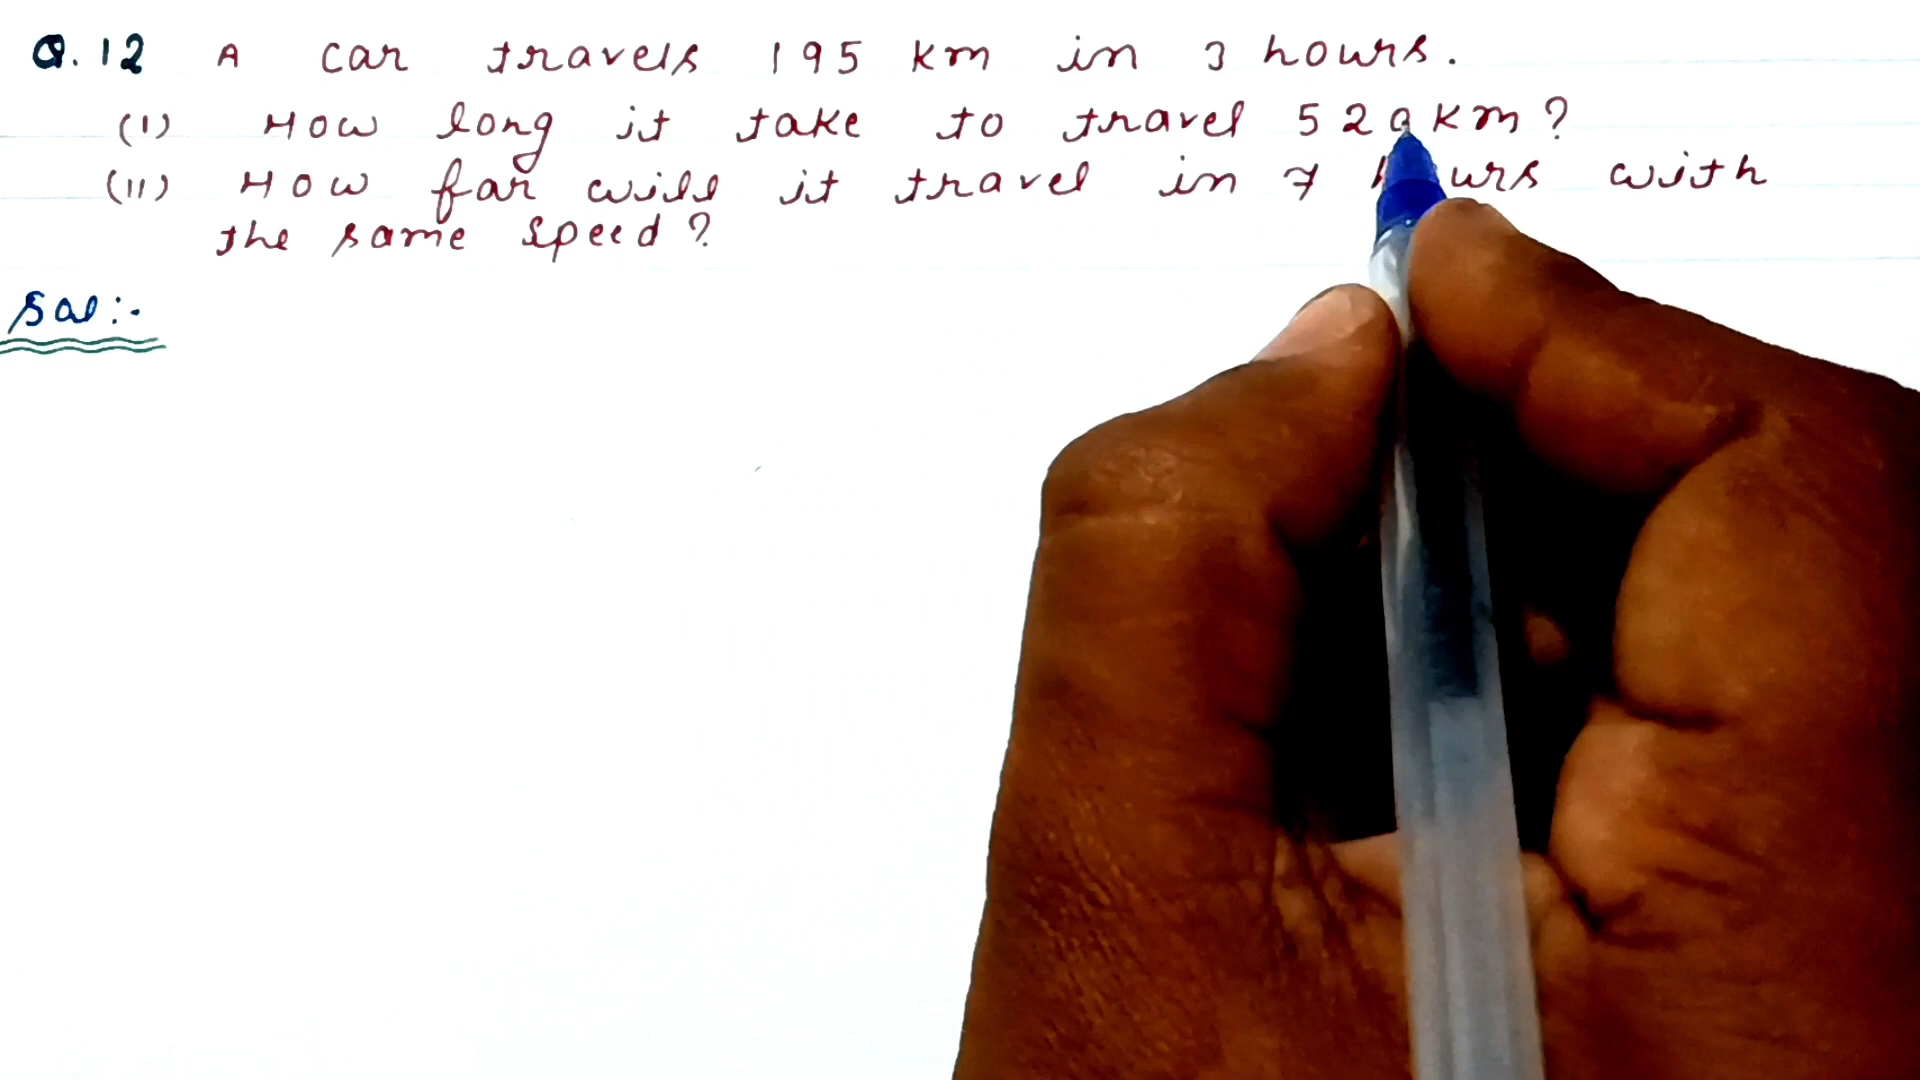 Q.12 A car travels 195 km in 3 hours.
(I) How long it take to travel 520 km?
(II) How far will it travel in 7 hours with
the same speed?
Sol:-